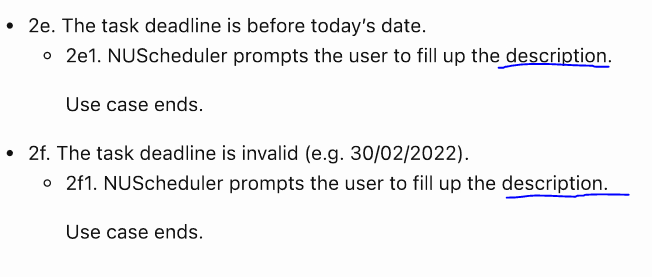 • 2e. The task deadline is before today's date.
◦ 2e1. NUScheduler prompts the user to fill up the description.
Use case ends.
• 2f. The task deadline is invalid (e.g. 30/02/2022).
◦ 2f1. NUScheduler prompts the user to fill up the description.
Use case ends.